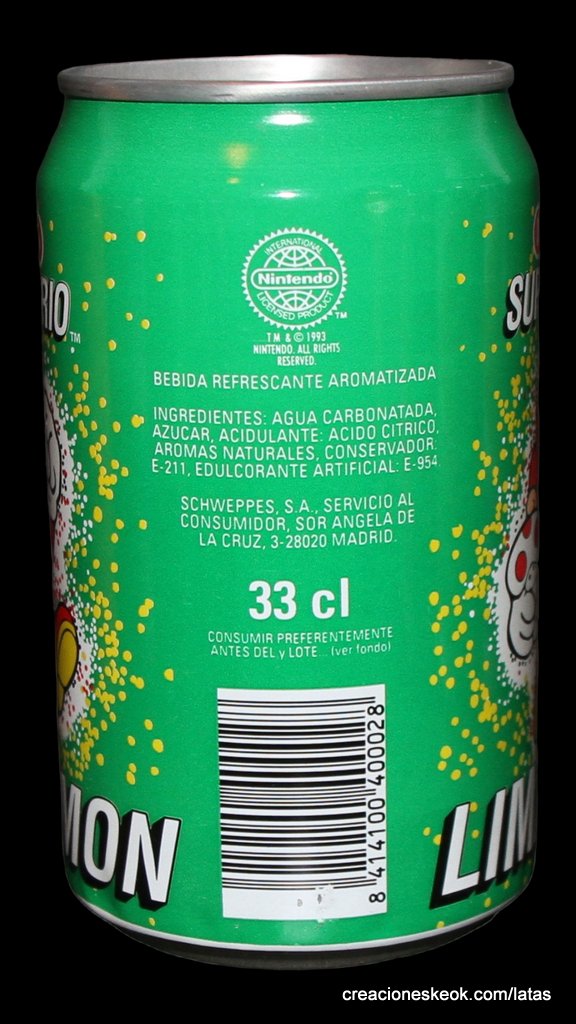 INTERNATIONAL
Nintendo®
LICENSED PRODUCT
TM
TM & © 1993
NINTENDO. ALL RIGHTS
RESERVED.
RIO
TM
SU
BEBIDA REFRESCANTE AROMATIZADA
INGREDIENTES: AGUA CARBONATADA,
AZUCAR, ACIDULANTE: ACIDO CITRICO,
AROMAS NATURALES, CONSERVADOR:
E-211, EDULCORANTE ARTIFICIAL: E-954.
SCHWEPPES, S.A., SERVICIO AL
CONSUMIDOR, SOR ANGELA DE
LA CRUZ, 3-28020 MADRID.
33 cl
CONSUMIR PREFERENTEMENTE
ANTES DEL y LOTE... (ver fondo)
8 414100 400028
MON
LIM
creacioneskeok.com/latas